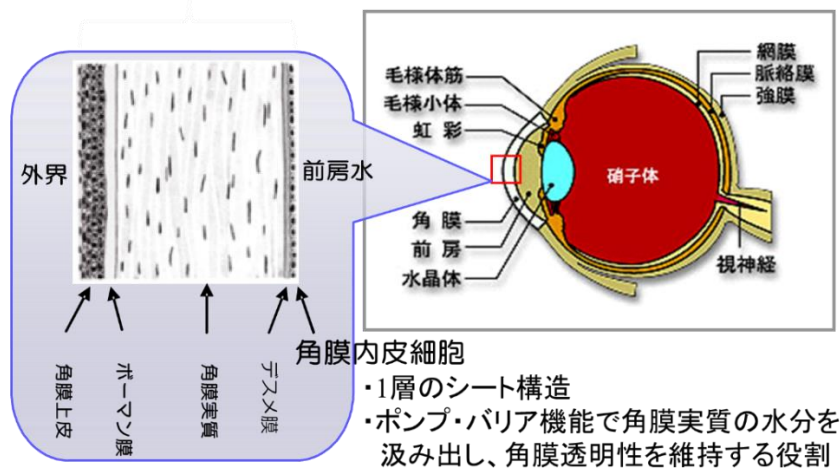 外界
前房水
角膜上皮
ボーマン膜
角膜実質
デスメ膜
毛様体筋
毛様小体
虹彩
角膜
前房
水晶体
硝子体
網膜
脈絡膜
強膜
視神経
角膜内皮細胞
・1層のシート構造
・ポンプ・バリア機能で角膜実質の水分を
汲み出し、角膜透明性を維持する役割